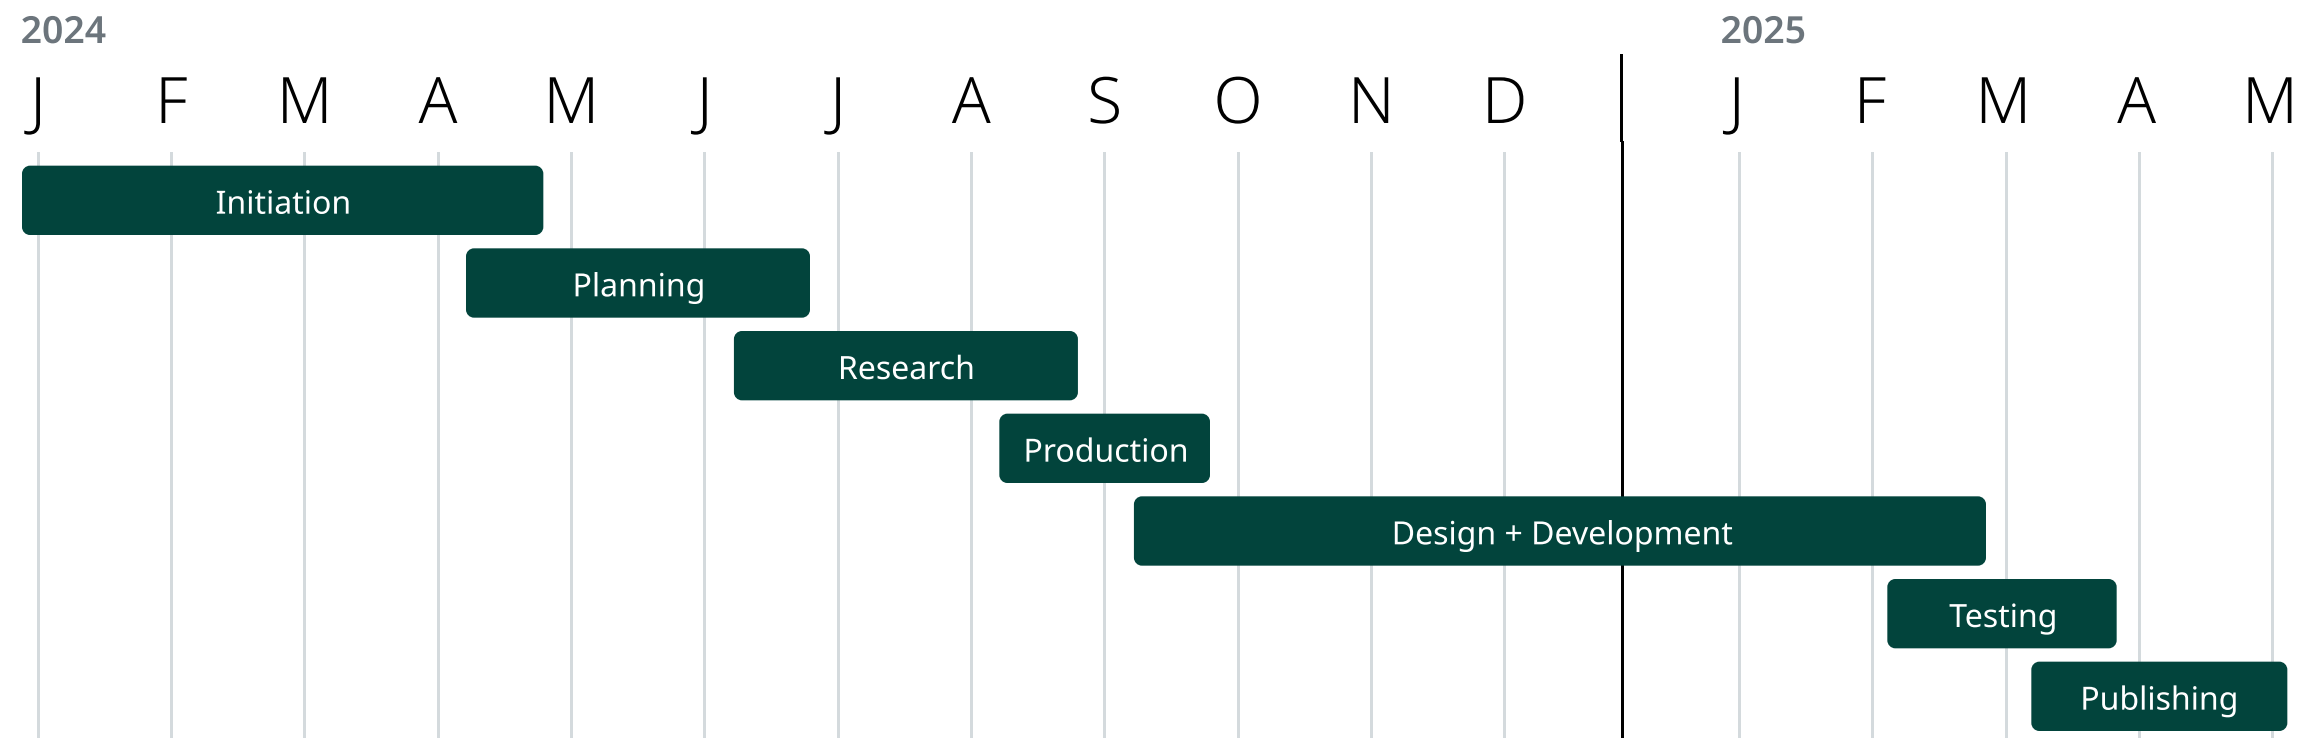 2024 2025
J F M A M J J A S O N D J F M A M
Initiation
Planning
Research
Production
Design + Development
Testing
Publishing